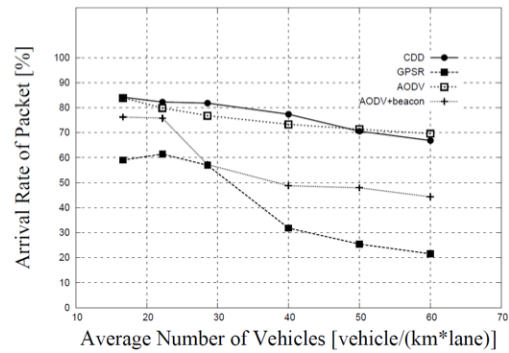 Arrival Rate of Packet [%]
100
90
80
70
60
50
40
30
20
10
0
CDD
GPSR
AODV
AODV+beacon
10 20 30 40 50 60 70
Average Number of Vehicles [vehicle/(km*lane)]